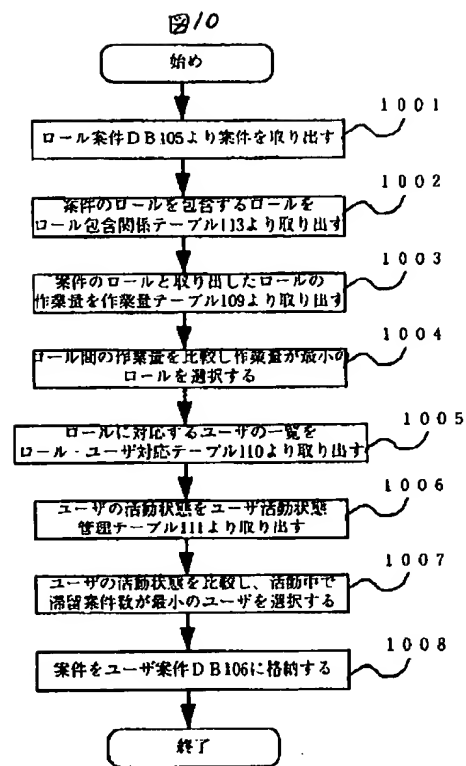 図10
始め
1001
ロール案件DB105より案件を取り出す
1002
案件のロールを包含するロールを
ロール包含関係テーブル113より取り出す
1003
案件のロールと取り出したロールの
作業量を作業量テーブル109より取り出す
1004
ロール間の作業量を比較し作業量が最小の
ロールを選択する
1005
ロールに対応するユーザの一覧を
ロール・ユーザ対応テーブル110より取り出す
1006
ユーザの活動状態をユーザ活動状態
管理テーブル111より取り出す
1007
ユーザの活動状態を比較し、活動中で
滞留案件数が最小のユーザを選択する
1008
案件をユーザ案件DB106に格納する
終了